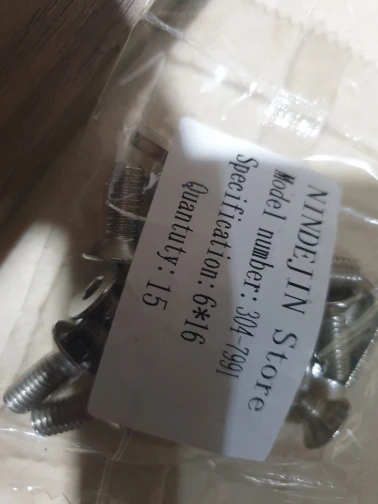 NINDEJIN Store
Model number: 304-7991
Specification: 6*16
Quantuty: 15